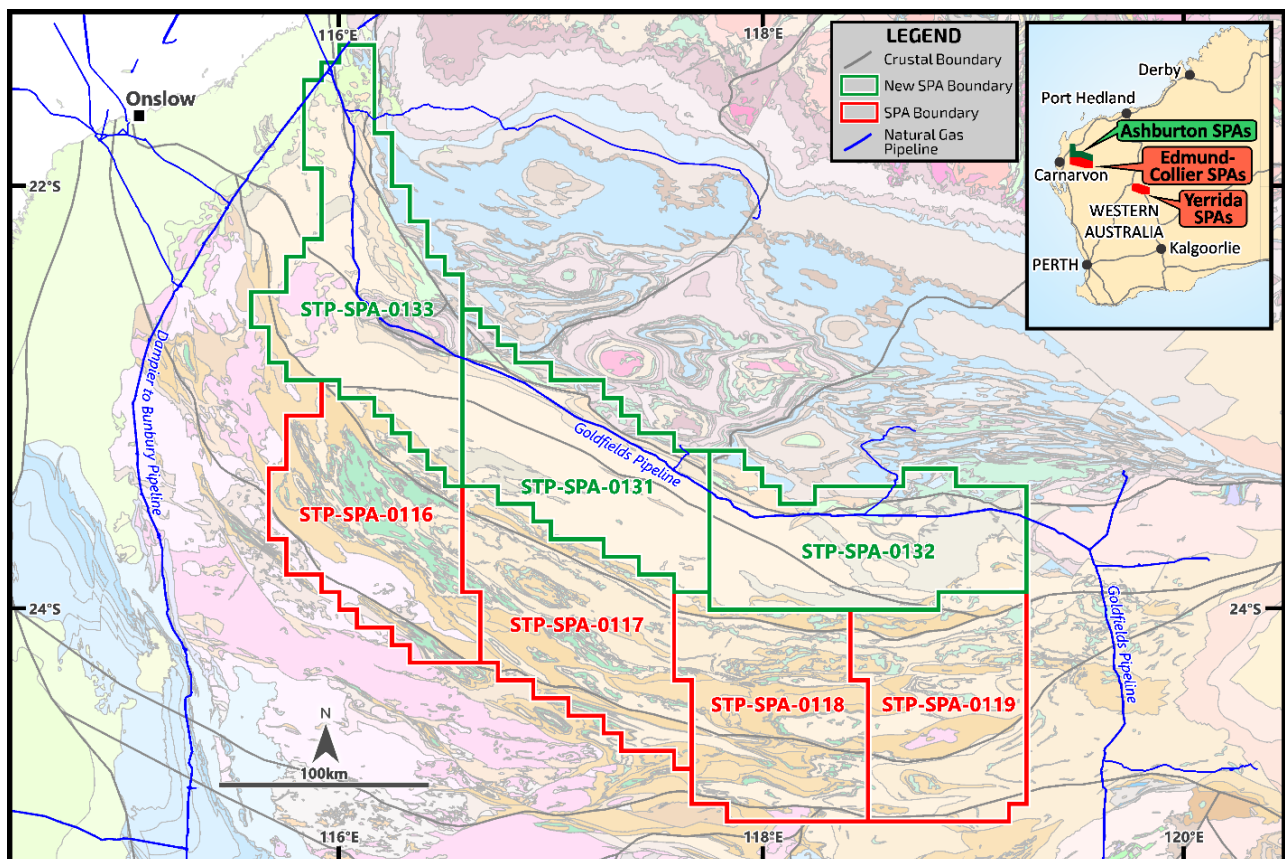 116°E
118°E
Onslow
22°S
LEGEND
Crustal Boundary
New SPA Boundary
SPA Boundary
Natural Gas
Pipeline
Derby
Port Hedland
Ashburton SPAs
Edmund-
Collier SPAs
Carnarvon
Yerrida
SPAs
WESTERN
AUSTRALIA
Kalgoorlie
PERTH
STP-SPA-0133
Dampier to Bunbury Pipeline
Goldfields Pipeline
STP-SPA-0131
STP-SPA-0116
STP-SPA-0132
24°S
24°S
STP-SPA-0117
Goldfields Pipeline
STP-SPA-0118
STP-SPA-0119
N
100km
116°E
118°E
120°E